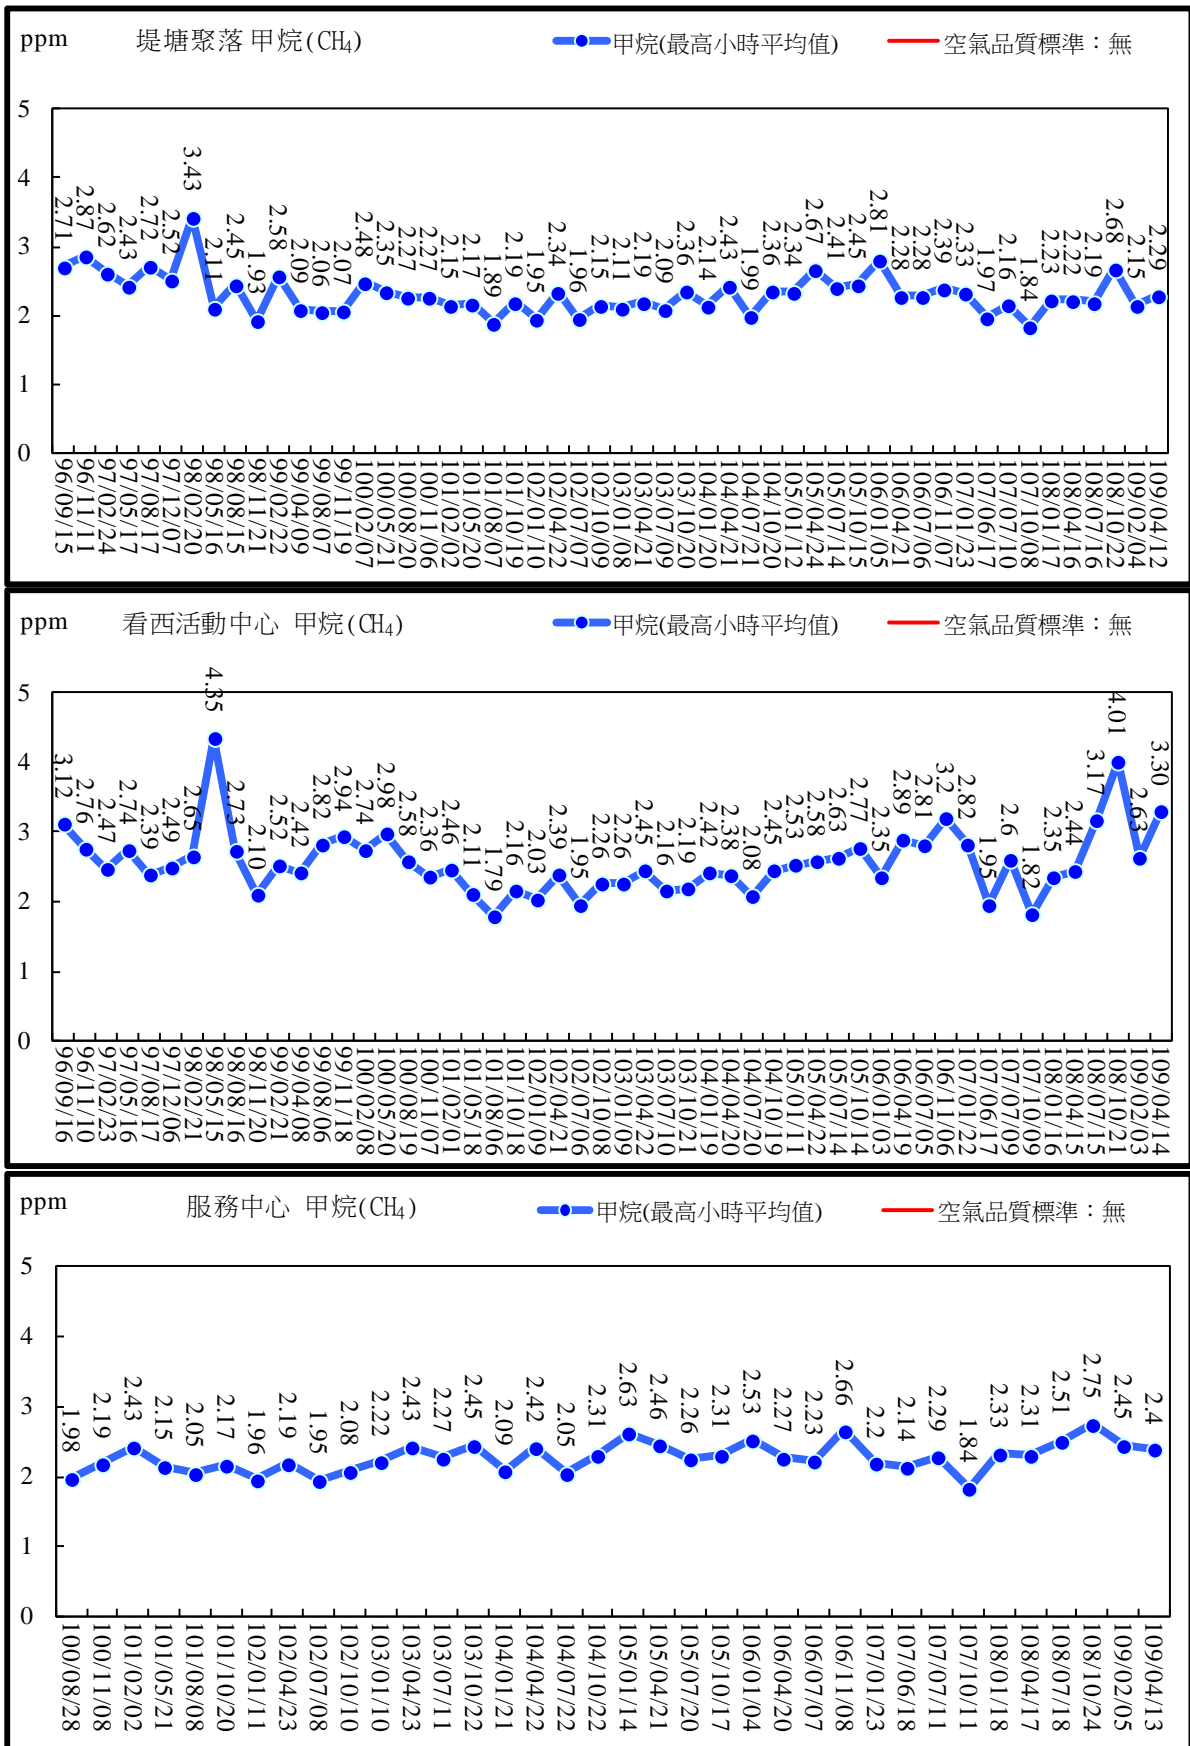 ppm 堤塘聚落 甲烷(CH₄) 甲烷(最高小時平均值) 空氣品質標準：無
5
4
3
2
1
0
2.71 2.87 2.62 2.43 2.72 2.52 3.43 2.11 2.45 1.93 2.58 2.09 2.06 2.07 2.48 2.35 2.27 2.27 2.15 2.17 1.89 2.19 1.95 2.34 1.96 2.15 2.11 2.19 2.09 2.36 2.14 2.43 1.99 2.36 2.34 2.67 2.41 2.45 2.81 2.28 2.28 2.39 2.33 1.97 2.16 1.84 2.23 2.22 2.19 2.68 2.15 2.29
96/09/15 96/11/11 97/02/24 97/05/17 97/08/17 97/12/07 98/02/20 98/05/16 98/08/15 98/11/21 99/02/22 99/04/09 99/08/07 99/11/19 100/02/07 100/05/21 100/08/20 100/11/06 101/02/02 101/05/20 101/08/07 101/10/19 102/01/10 102/04/22 102/07/07 102/10/09 103/01/08 103/04/21 103/07/09 103/10/20 104/01/20 104/04/21 104/07/21 104/10/20 105/01/12 105/04/24 105/07/14 105/10/15 106/01/05 106/04/21 106/07/06 106/11/07 107/01/23 107/06/17 107/07/10 107/10/08 108/01/17 108/04/16 108/07/16 108/10/22 109/02/04 109/04/12
ppm 看西活動中心 甲烷(CH₄) 甲烷(最高小時平均值) 空氣品質標準：無
5
4
3
2
1
0
3.12 2.76 2.47 2.74 2.39 2.49 2.65 4.35 2.73 2.10 2.52 2.42 2.82 2.94 2.74 2.98 2.58 2.36 2.46 2.11 1.79 2.16 2.03 2.39 1.95 2.26 2.26 2.45 2.16 2.19 2.42 2.38 2.08 2.45 2.53 2.58 2.63 2.77 2.35 2.89 2.81 3.2 2.82 1.95 2.6 1.82 2.35 2.44 3.17 4.01 2.63 3.30
96/09/16 96/11/10 97/02/23 97/05/16 97/08/17 97/12/06 98/02/21 98/05/15 98/08/16 98/11/20 99/02/21 99/04/08 99/08/06 99/11/18 100/02/08 100/05/20 100/08/19 100/11/07 101/02/01 101/05/18 101/08/06 101/10/18 102/01/09 102/04/21 102/07/06 102/10/08 103/01/09 103/04/22 103/07/10 103/10/21 104/01/19 104/04/20 104/07/20 104/10/19 105/01/11 105/04/22 105/07/14 105/10/14 106/01/03 106/04/19 106/07/05 106/11/06 107/01/22 107/06/17 107/07/09 107/10/09 108/01/16 108/04/15 108/07/15 108/10/21 109/02/03 109/04/14
ppm 服務中心 甲烷(CH₄) 甲烷(最高小時平均值) 空氣品質標準：無
5
4
3
2
1
0
1.98 2.19 2.43 2.15 2.05 2.17 1.96 2.19 1.95 2.08 2.22 2.43 2.27 2.45 2.09 2.42 2.05 2.31 2.63 2.46 2.26 2.31 2.53 2.27 2.23 2.66 2.2 2.14 2.29 1.84 2.33 2.31 2.51 2.75 2.45 2.4
100/08/28 100/11/08 101/02/02 101/05/21 101/08/08 101/10/20 102/01/11 102/04/23 102/07/08 102/10/10 103/01/10 103/04/23 103/07/11 103/10/22 104/01/21 104/04/22 104/07/22 104/10/22 105/01/14 105/04/21 105/07/26 105/10/17 106/01/04 106/04/20 106/07/07 106/11/08 107/01/23 107/06/18 107/07/11 107/10/11 108/01/18 108/04/17 108/07/18 108/10/24 109/02/05 109/04/13